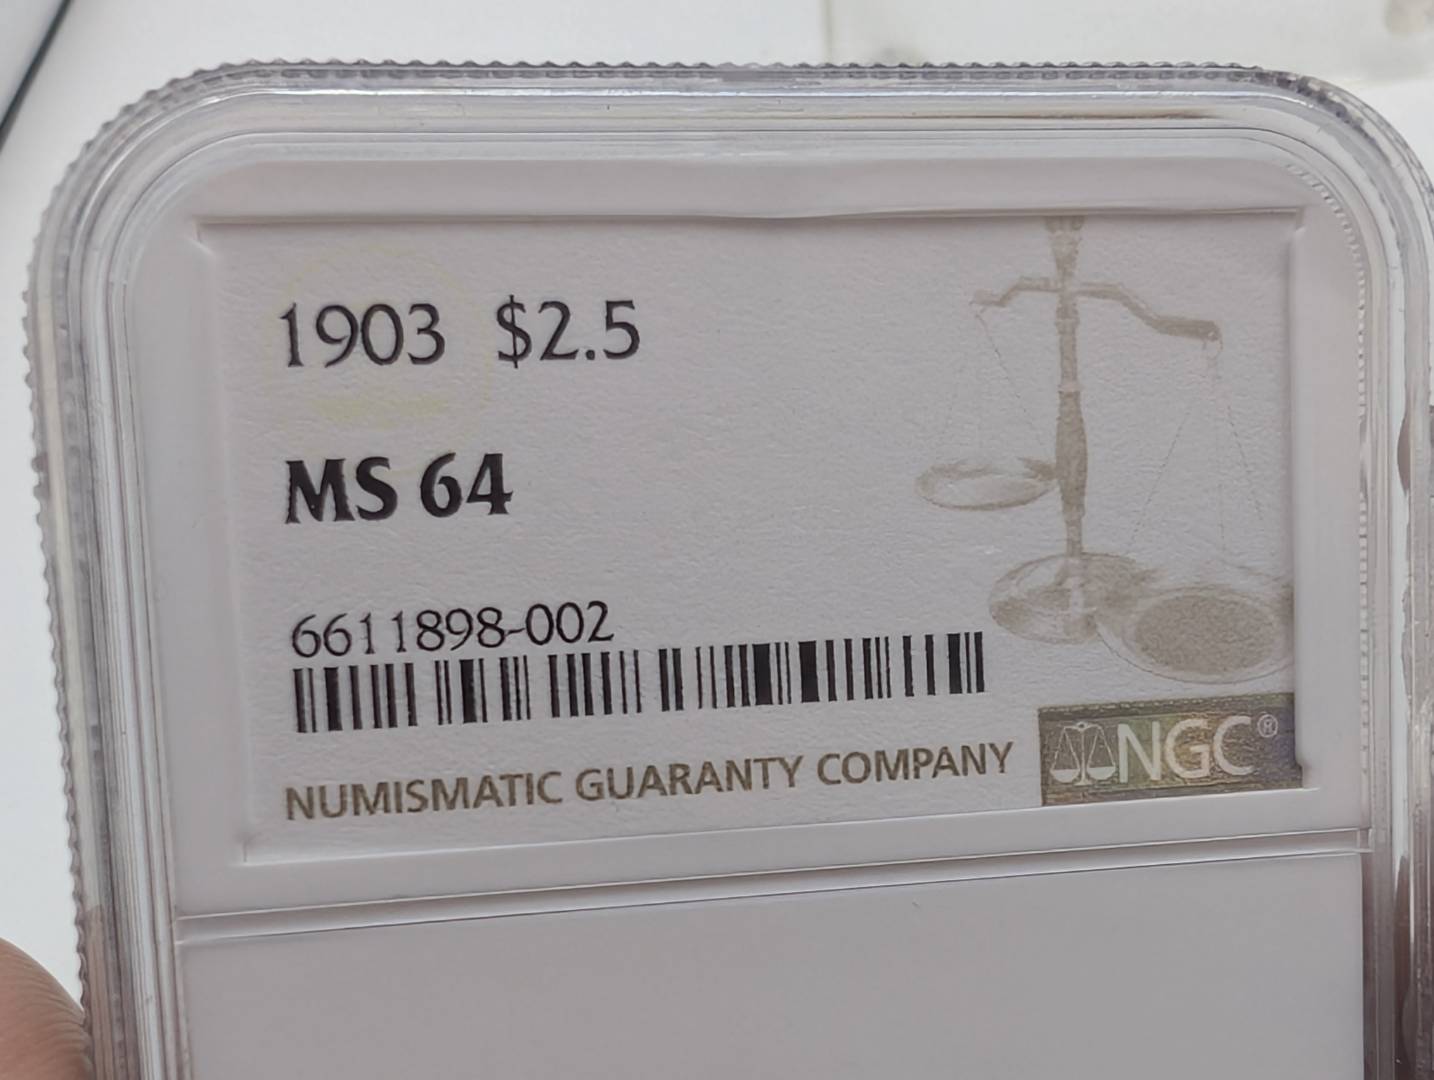 1903 $2.5
MS 64
6611898-002
NUMISMATIC GUARANTY COMPANY
NGC®